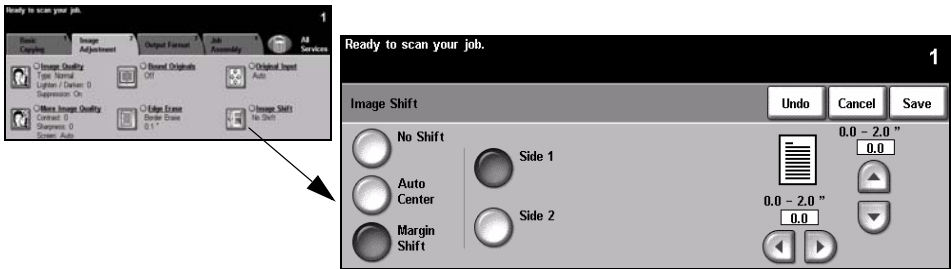 Ready to scan your job.
1
Basic Copying
Image Adjustment
Output Format
Job Assembly
All Services
Image Quality
Type: Normal
Lighten / Darken: 0
Suppression: On
Bound Originals
Off
Original Input
Auto
More Image Quality
Contrast: 0
Sharpness: 0
Screen: Auto
Edge Erase
Border Erase
0.1 "
Image Shift
No Shift
Ready to scan your job.
1
Image Shift
Undo
Cancel
Save
No Shift
Auto
Center
Margin
Shift
Side 1
Side 2
0.0 - 2.0 "
0.0
0.0 - 2.0 "
0.0